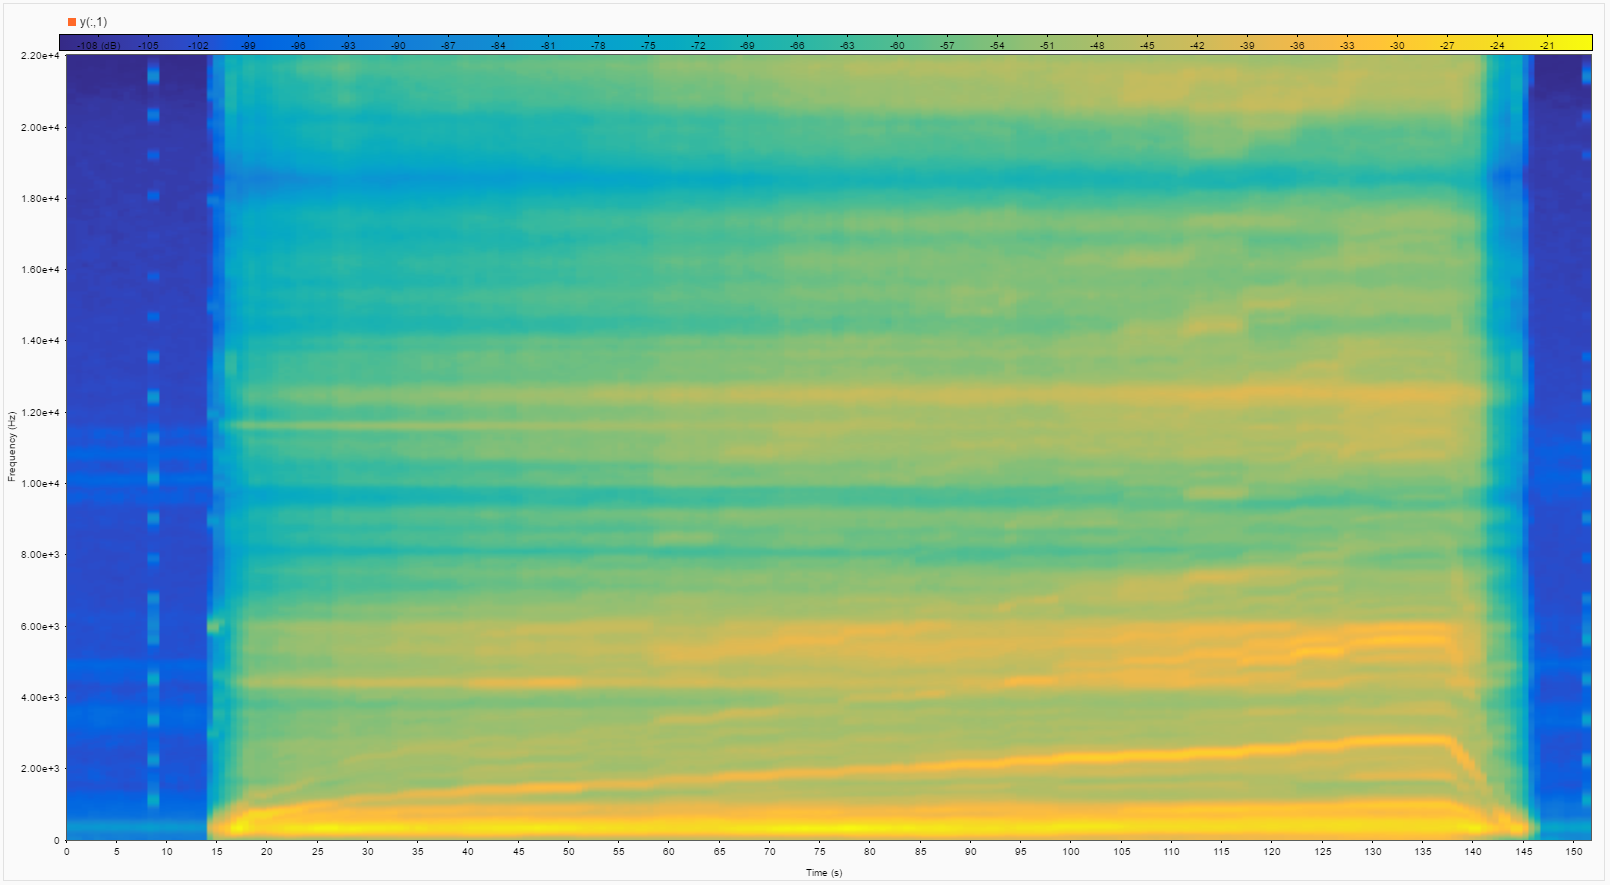 y(:,1)
-108 (dB) -105 -102 -99 -96 -93 -90 -87 -84 -81 -78 -75 -72 -69 -66 -63 -60 -57 -54 -51 -48 -45 -42 -39 -36 -33 -30 -27 -24 -21
2.20e+4
2.00e+4
1.80e+4
1.60e+4
1.40e+4
1.20e+4
1.00e+4
8.00e+3
6.00e+3
4.00e+3
2.00e+3
0
Frequency (Hz)
0 5 10 15 20 25 30 35 40 45 50 55 60 65 70 75 80 85 90 95 100 105 110 115 120 125 130 135 140 145 150
Time (s)